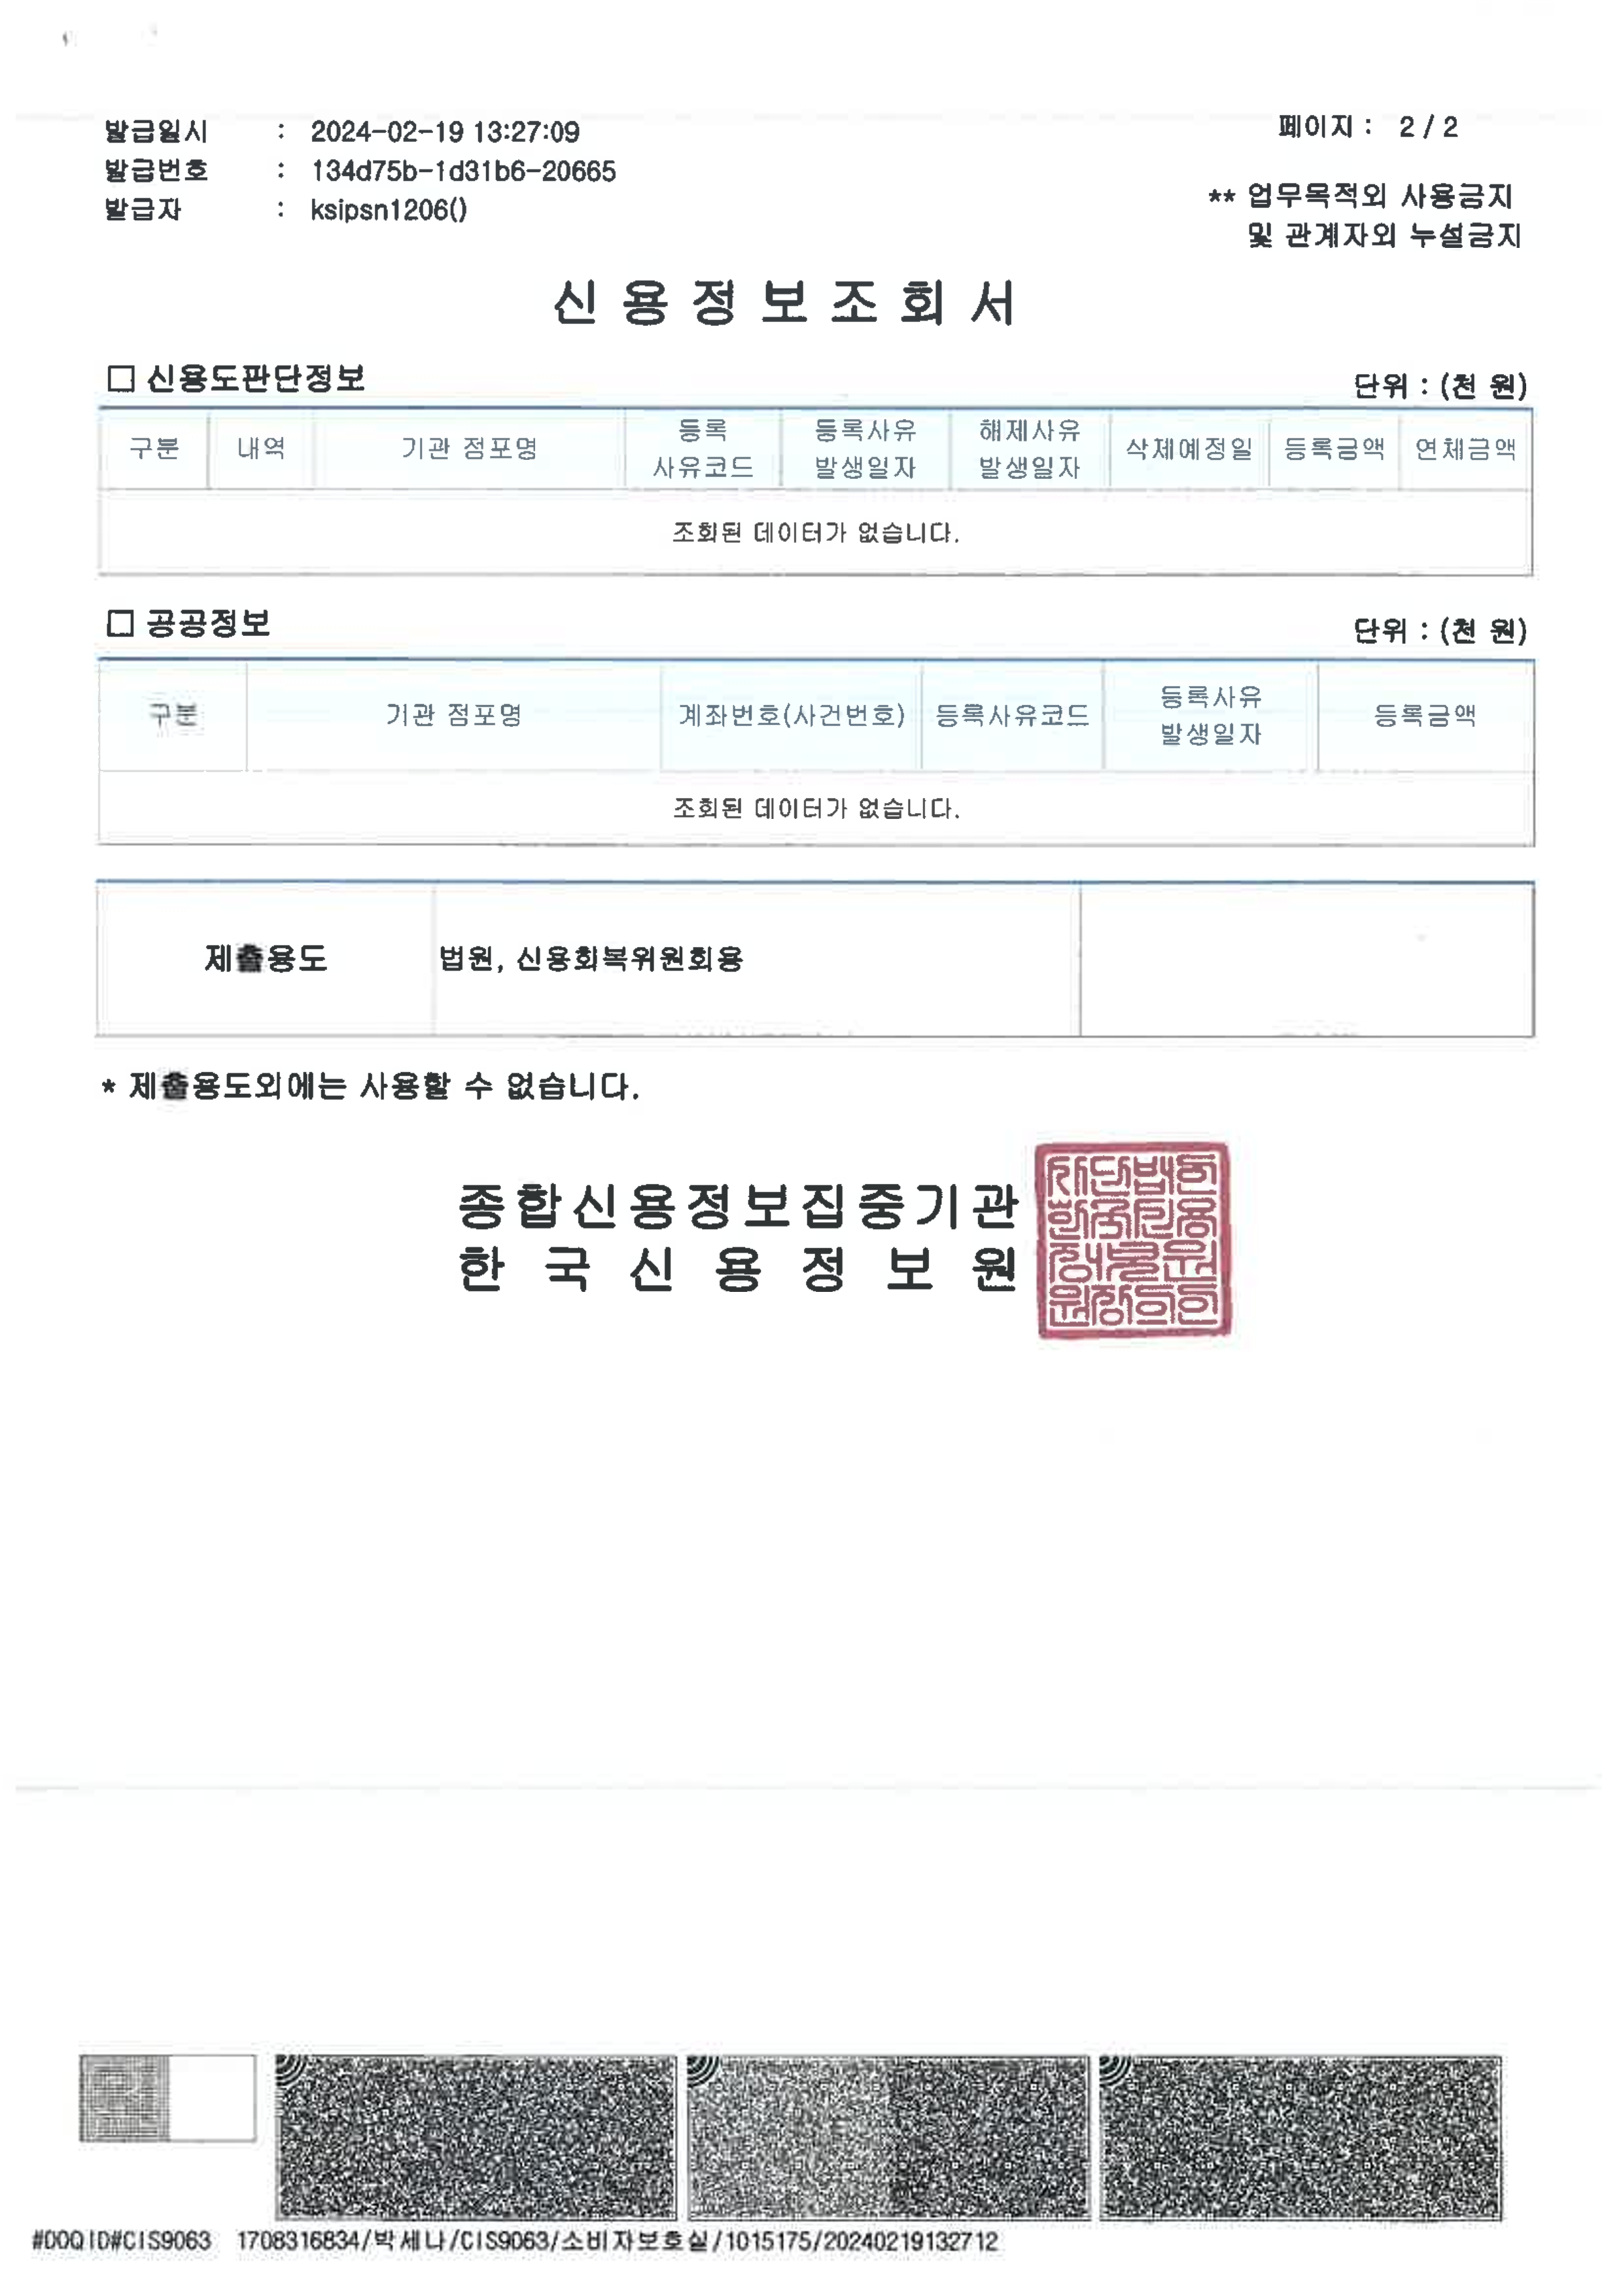 발급일시 : 2024-02-19 13:27:09
발급번호 : 134d75b-1d31b6-20665
발급자 : ksipsn1206()
페이지 : 2 / 2
** 업무목적외 사용금지
및 관계자외 누설금지
신용정보조회서
□ 신용도판단정보
단위 : (천 원)
구분 내역 기관 점포명 등록 사유코드 등록사유 발생일자 해제사유 발생일자 삭제예정일 등록금액 연체금액
조회된 데이터가 없습니다.
□ 공공정보
단위 : (천 원)
구분 기관 점포명 계좌번호(사건번호) 등록사유코드 등록사유 발생일자 등록금액
조회된 데이터가 없습니다.
제출용도 법원, 신용회복위원회용
* 제출용도외에는 사용할 수 없습니다.
종합신용정보집중기관
한국신용정보원
#DOQID#CIS9063 1708316834/박세나/CIS9063/소비자보호실/1015175/20240219132712